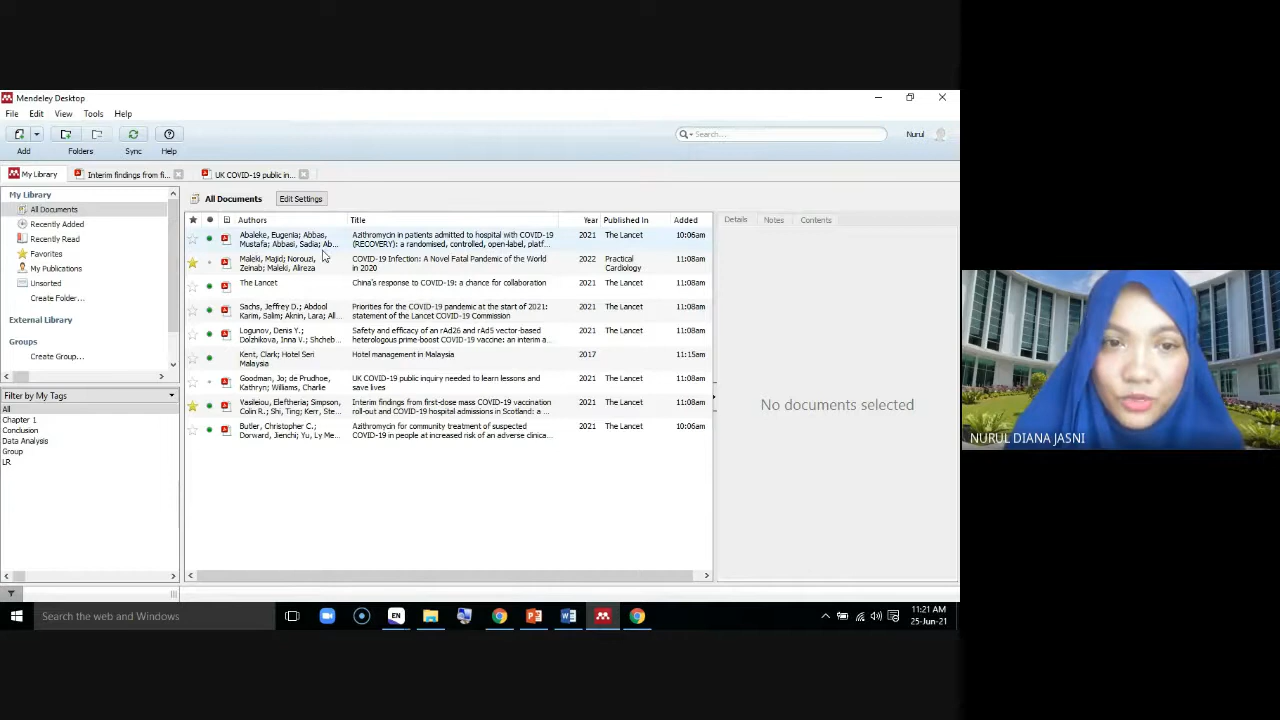 Mendeley Desktop
File Edit View Tools Help
Search...
Nurul
Add Folders Sync Help
My Library
Interim findings from fi...
UK COVID-19 public in...
My Library
All Documents
Recently Added
Recently Read
Favorites
My Publications
Unsorted
Create Folder...
External Library
Groups
Create Group...
Filter by My Tags
All
Chapter 1
Conclusion
Data Analysis
Group
LR
All Documents
Edit Settings
Authors Title Year Published In Added
Abaleke, Eugenia; Abbas, Azithromycin in patients admitted to hospital with COVID-19 2021 The Lancet 10:06am
Mustafa; Abbasi, Sadia; Ab... (RECOVERY): a randomised, controlled, open-label, platf...
Maleki, Majid; Norouzi, COVID-19 Infection: A Novel Fatal Pandemic of the World 2022 Practical 11:08am
Zeinab; Maleki, Alireza in 2020 Cardiology
The Lancet China's response to COVID-19: a chance for collaboration 2021 The Lancet 11:08am
Sachs, Jeffrey D.; Abdool Priorities for the COVID-19 pandemic at the start of 2021: 2021 The Lancet 11:08am
Karim, Salim; Aknin, Lara; All... statement of the Lancet COVID-19 Commission
Logunov, Denis Y.; Safety and efficacy of an rAd26 and rAd5 vector-based 2021 The Lancet 11:08am
Dolzhikova, Inna V.; Shcheb... heterologous prime-boost COVID-19 vaccine: an interim a...
Kent, Clark; Hotel Seri Hotel management in Malaysia 2017 11:15am
Malaysia
Goodman, Jo; de Prudhoe, UK COVID-19 public inquiry needed to learn lessons and 2021 The Lancet 11:08am
Kathryn; Williams, Charlie save lives
Vasileiou, Eleftheria; Simpson, Interim findings from first-dose mass COVID-19 vaccination 2021 The Lancet 11:08am
Colin R.; Shi, Ting; Kerr, Ste... roll-out and COVID-19 hospital admissions in Scotland: a ...
Butler, Christopher C.; Azithromycin for community treatment of suspected 2021 The Lancet 10:06am
Dorward, Jienchi; Yu, Ly Me... COVID-19 in people at increased risk of an adverse clinica...
Details Notes Contents
No documents selected
NURUL DIANA JASNI
Search the web and Windows
EN
11:21 AM
25-Jun-21